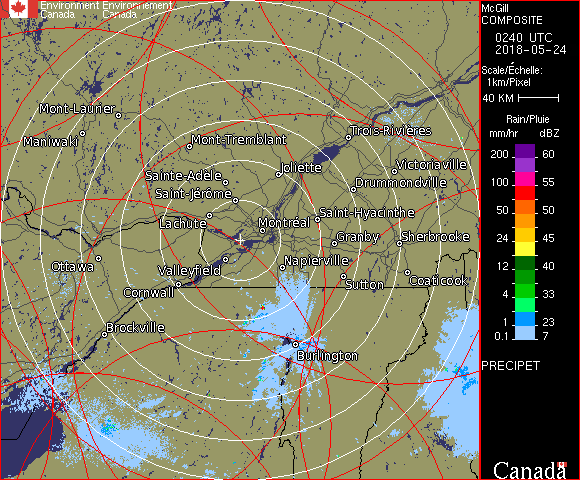 Environment Environnement
Canada Canada
Mont-Laurier
Maniwaki
Mont-Tremblant
Trois-Rivières
Sainte-Adèle
Joliette
Victoriaville
Saint-Jérôme
Drummondville
Lachute
Montréal
Saint-Hyacinthe
Granby
Sherbrooke
Ottawa
Valleyfield
Napierville
Cornwall
Sutton
Coaticook
Brockville
Burlington
McGill
COMPOSITE
0240 UTC
2018-05-24
Scale/Échelle:
1km/Pixel
40 KM
Rain/Pluie
mm/hr dBZ
200 60
100 55
50 50
24 45
12 40
4 33
1 23
0.1 7
PRECIPET
Canada